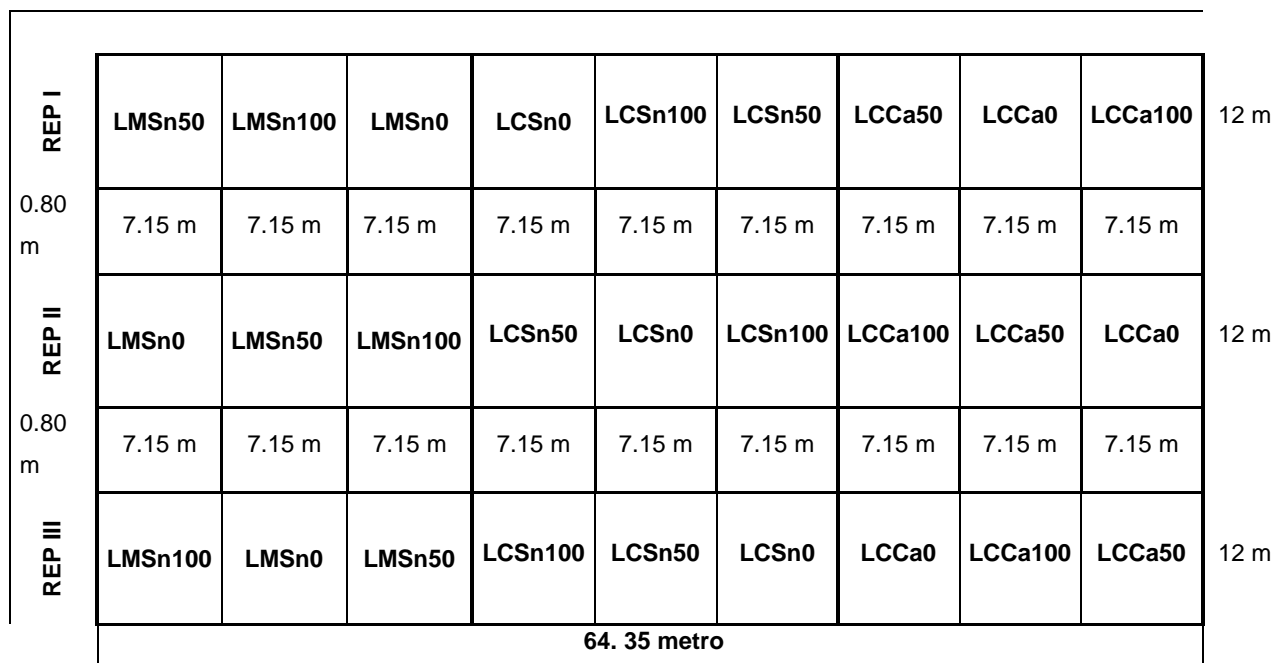 REP I LMSn50 LMSn100 LMSn0 LCSn0 LCSn100 LCSn50 LCCa50 LCCa0 LCCa100 12 m
0.80 m 7.15 m 7.15 m 7.15 m 7.15 m 7.15 m 7.15 m 7.15 m 7.15 m 7.15 m
REP II LMSn0 LMSn50 LMSn100 LCSn50 LCSn0 LCSn100 LCCa100 LCCa50 LCCa0 12 m
0.80 m 7.15 m 7.15 m 7.15 m 7.15 m 7.15 m 7.15 m 7.15 m 7.15 m 7.15 m
REP III LMSn100 LMSn0 LMSn50 LCSn100 LCSn50 LCSn0 LCCa0 LCCa100 LCCa50 12 m
64. 35 metro